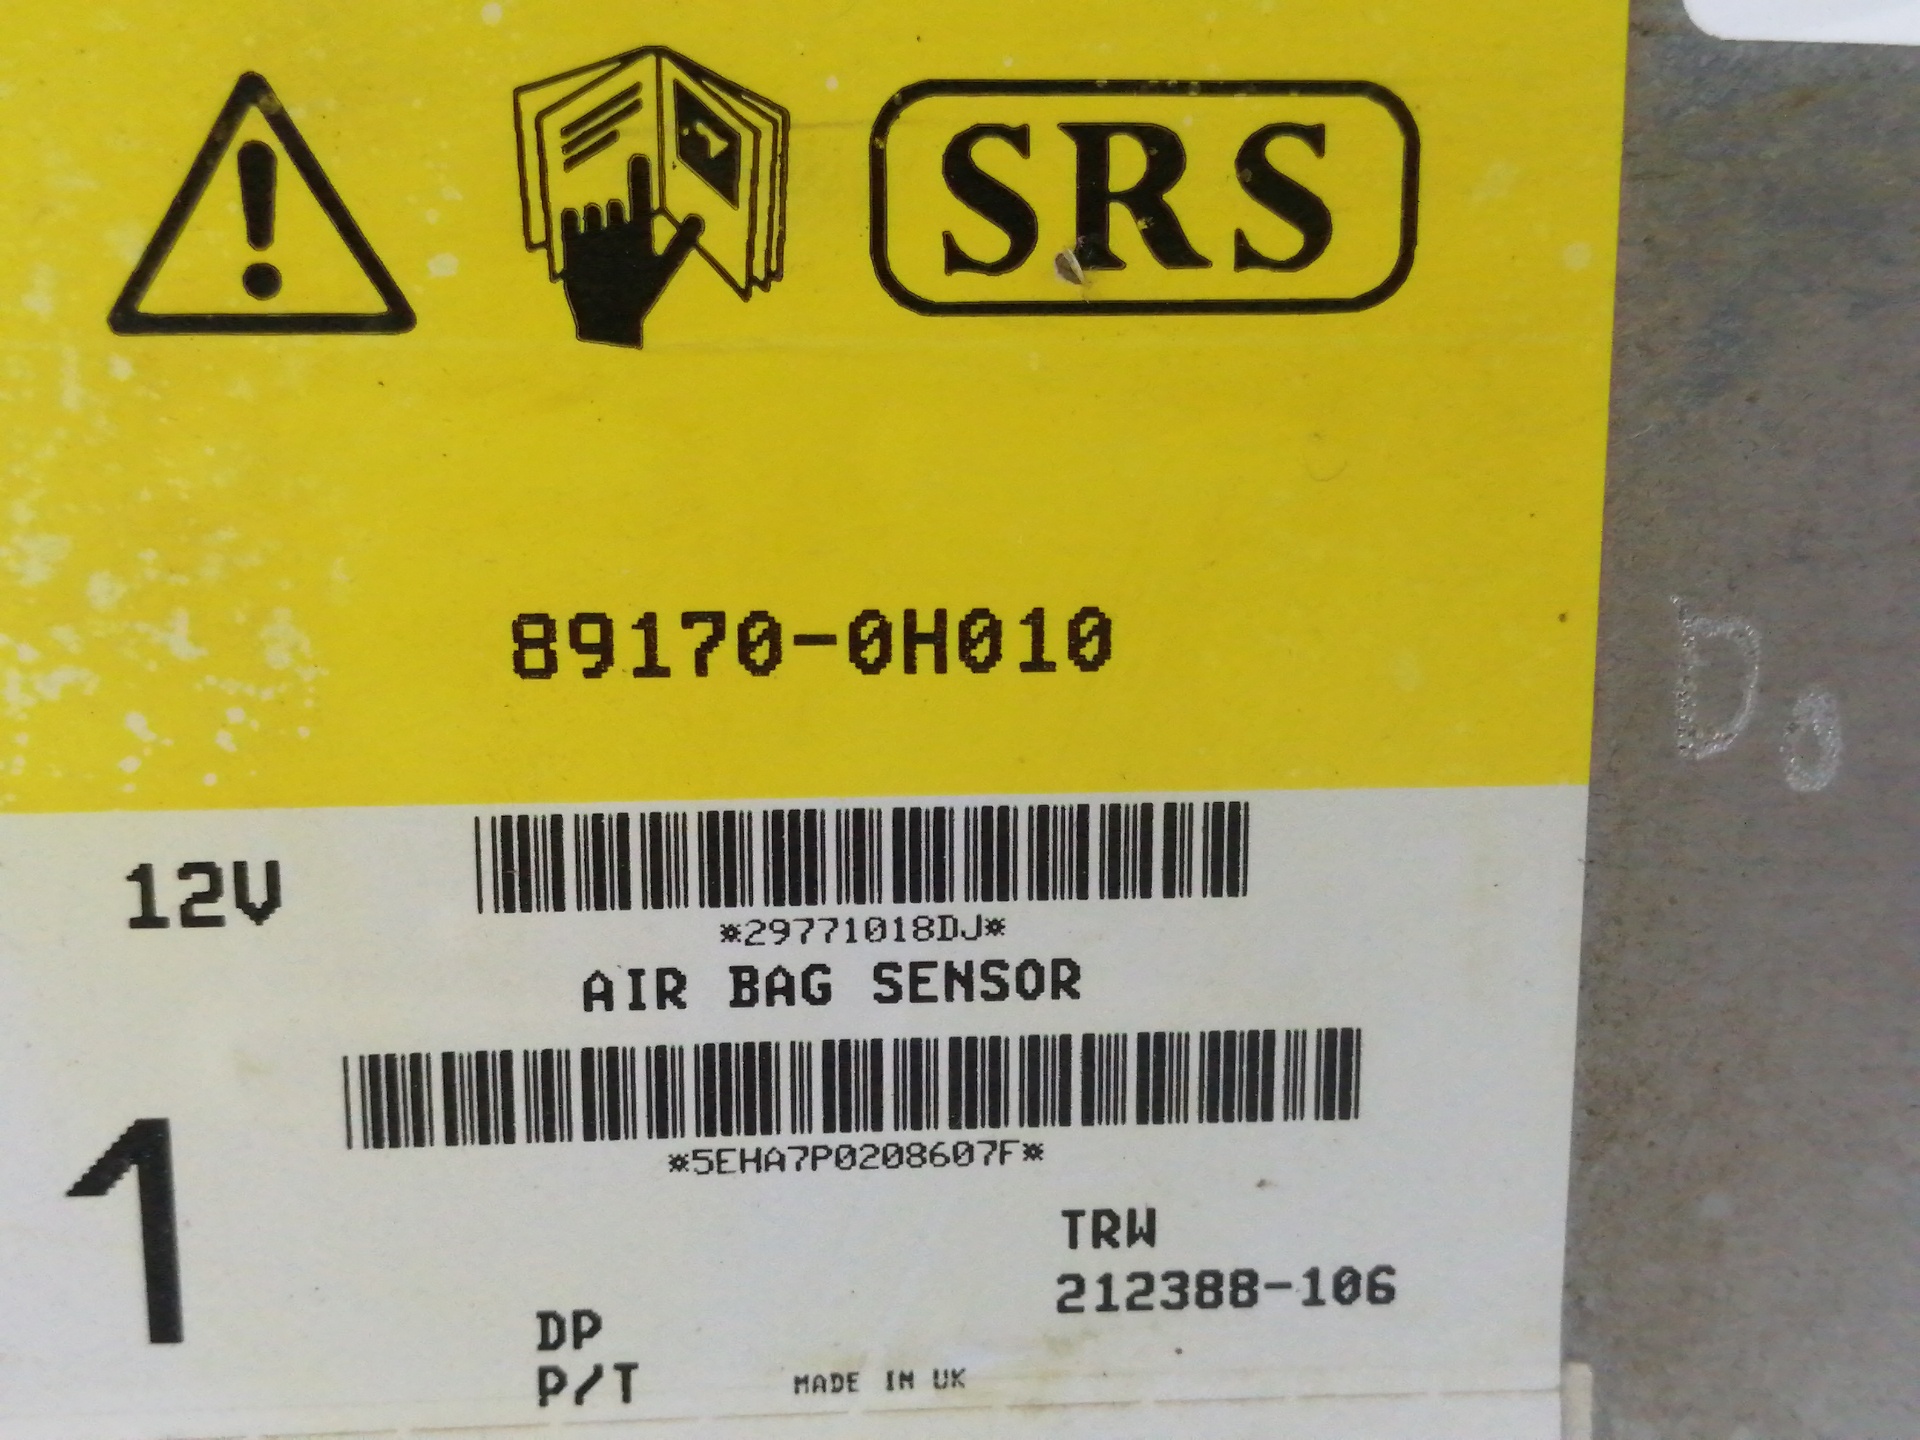 SRS
89170-0H010
12V
*29771018DJ*
AIR BAG SENSOR
*5EHA7P0208607F*
1
TRW
212388-106
DP
P/T
MADE IN UK